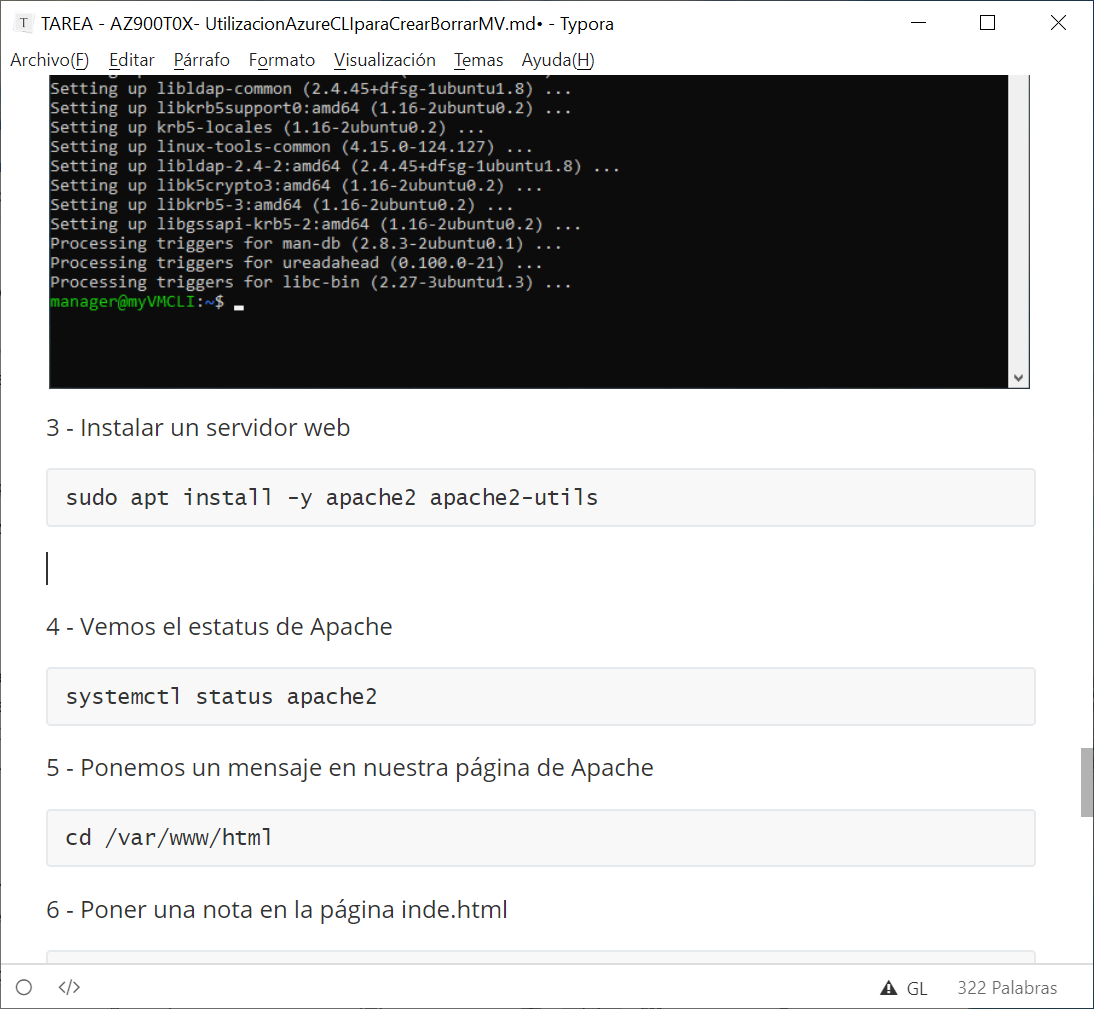 T TAREA - AZ900T0X- UtilizacionAzureCLIparaCrearBorrarMV.md• - Typora
Archivo(F) Editar Párrafo Formato Visualización Temas Ayuda(H)
Setting up libldap-common (2.4.45+dfsg-1ubuntu1.8) ...
Setting up libkrb5support0:amd64 (1.16-2ubuntu0.2) ...
Setting up krb5-locales (1.16-2ubuntu0.2) ...
Setting up linux-tools-common (4.15.0-124.127) ...
Setting up libldap-2.4-2:amd64 (2.4.45+dfsg-1ubuntu1.8) ...
Setting up libk5crypto3:amd64 (1.16-2ubuntu0.2) ...
Setting up libkrb5-3:amd64 (1.16-2ubuntu0.2) ...
Setting up libgssapi-krb5-2:amd64 (1.16-2ubuntu0.2) ...
Processing triggers for man-db (2.8.3-2ubuntu0.1) ...
Processing triggers for ureadahead (0.100.0-21) ...
Processing triggers for libc-bin (2.27-3ubuntu1.3) ...
manager@myVMCLI:~$
3 - Instalar un servidor web
sudo apt install -y apache2 apache2-utils
4 - Vemos el estatus de Apache
systemctl status apache2
5 - Ponemos un mensaje en nuestra página de Apache
cd /var/www/html
6 - Poner una nota en la página inde.html
</> GL 322 Palabras